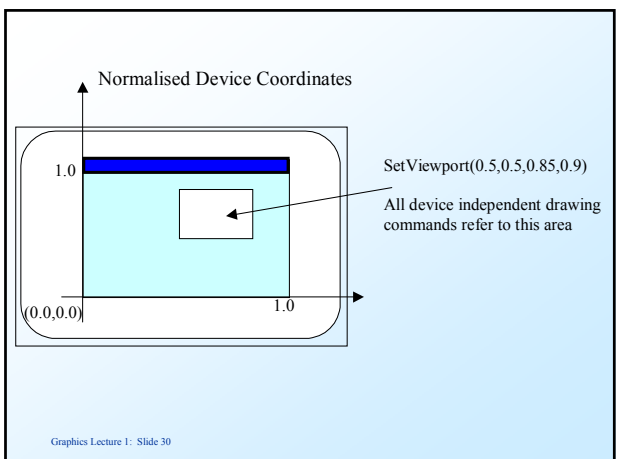 Normalised Device Coordinates
1.0
SetViewport(0.5,0.5,0.85,0.9)
All device independent drawing
commands refer to this area
(0.0,0.0)
1.0
Graphics Lecture 1: Slide 30